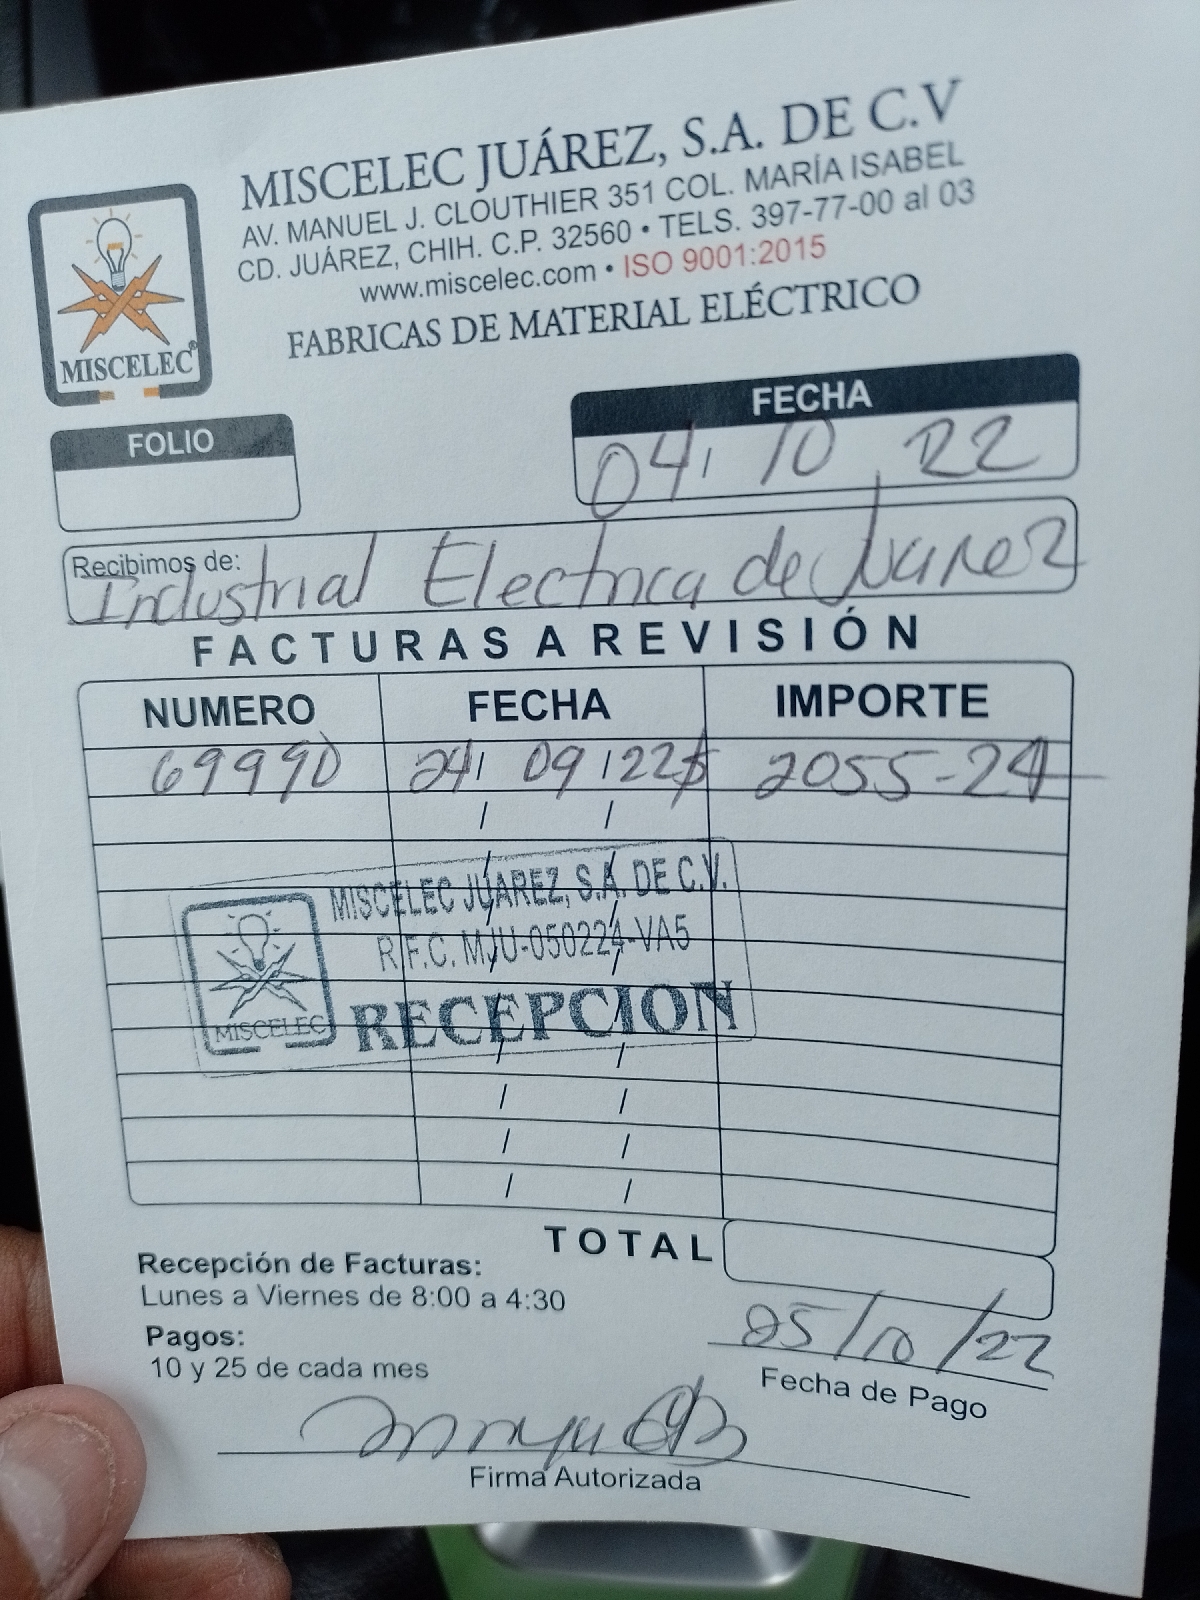 MISCELEC JUÁREZ, S.A. DE C.V
AV. MANUEL J. CLOUTHIER 351 COL. MARÍA ISABEL
CD. JUÁREZ, CHIH. C.P. 32560 • TELS. 397-77-00 al 03
www.miscelec.com • ISO 9001:2015
FABRICAS DE MATERIAL ELÉCTRICO
MISCELEC®
FOLIO
FECHA
04/ 10 / 22
Recibimos de:
Industrial Electrica de Juarez
FACTURAS A REVISIÓN
NUMERO FECHA IMPORTE
69990 24/ 09 /22 $ 2055-24
/ /
MISCELEC JUAREZ, S.A. DE C.V.
R.F.C. MJU-050224-VA5
MISCELEC
RECEPCION
/ /
/ /
/ /
/ /
TOTAL
Recepción de Facturas:
Lunes a Viernes de 8:00 a 4:30
Pagos:
10 y 25 de cada mes
25/10/22
Fecha de Pago
Firma Autorizada